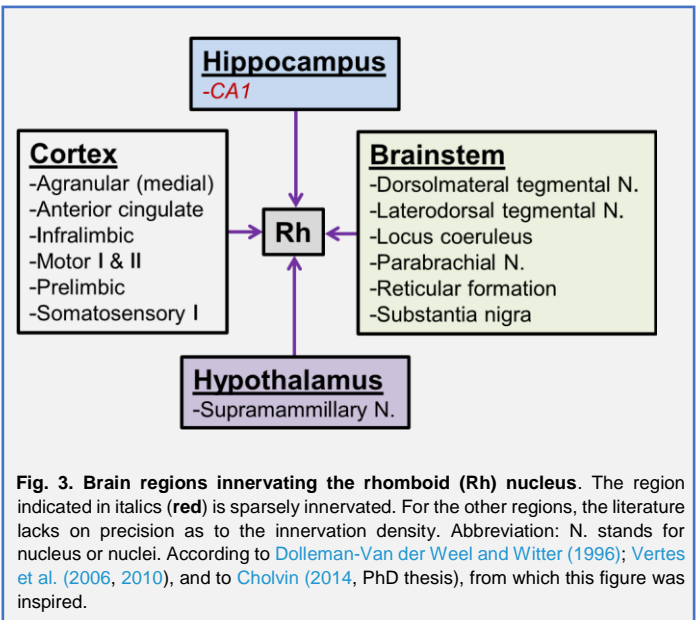 Hippocampus
-CA1
Cortex
-Agranular (medial)
-Anterior cingulate
-Infralimbic
-Motor I & II
-Prelimbic
-Somatosensory I
Rh
Brainstem
-Dorsolmateral tegmental N.
-Laterodorsal tegmental N.
-Locus coeruleus
-Parabrachial N.
-Reticular formation
-Substantia nigra
Hypothalamus
-Supramammillary N.
Fig. 3. Brain regions innervating the rhomboid (Rh) nucleus. The region
indicated in italics (red) is sparsely innervated. For the other regions, the literature
lacks on precision as to the innervation density. Abbreviation: N. stands for
nucleus or nuclei. According to Dolleman-Van der Weel and Witter (1996); Vertes
et al. (2006, 2010), and to Cholvin (2014, PhD thesis), from which this figure was
inspired.